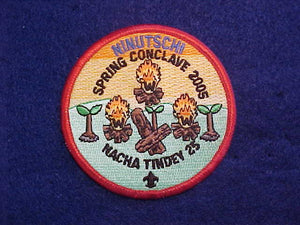 NINUTSCHI
SPRING CONCLAVE 2005
NACHA TINDEY 25